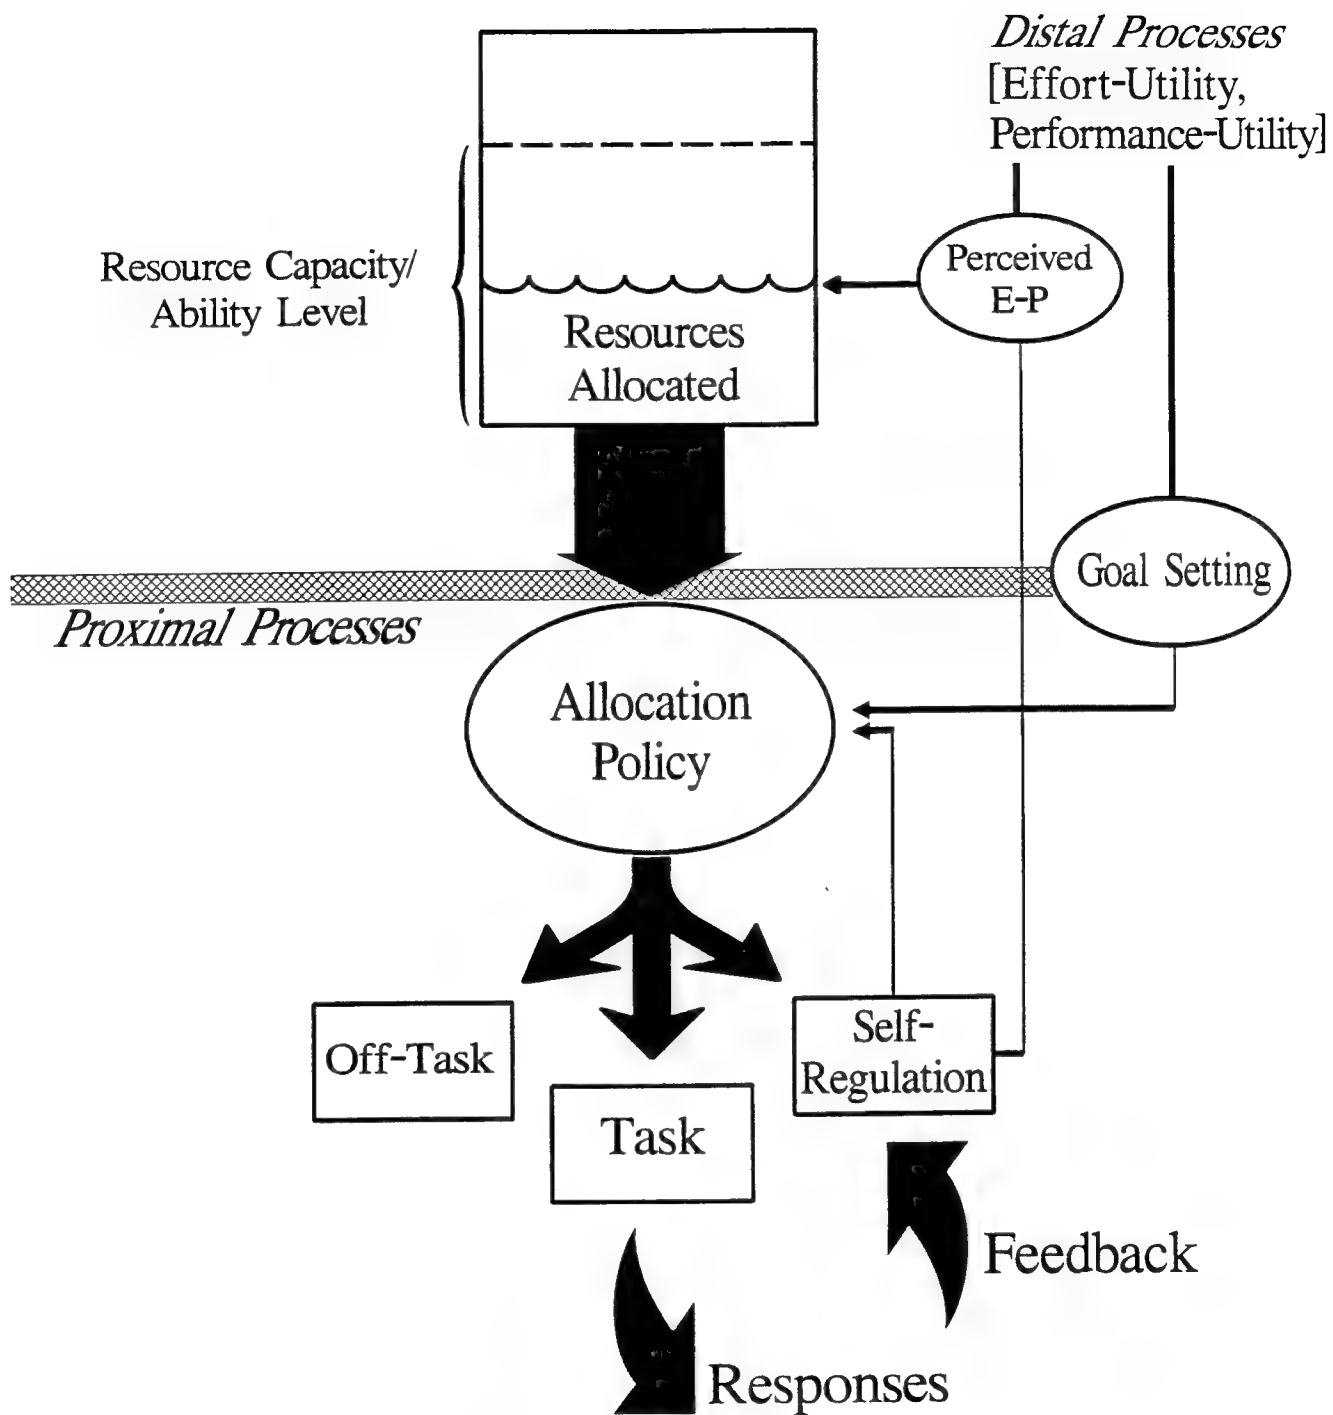 Distal Processes
[Effort-Utility,
Performance-Utility]
Resource Capacity/
Ability Level
Perceived
E-P
Resources
Allocated
Goal Setting
Proximal Processes
Allocation
Policy
Off-Task
Task
Self-
Regulation
Feedback
Responses